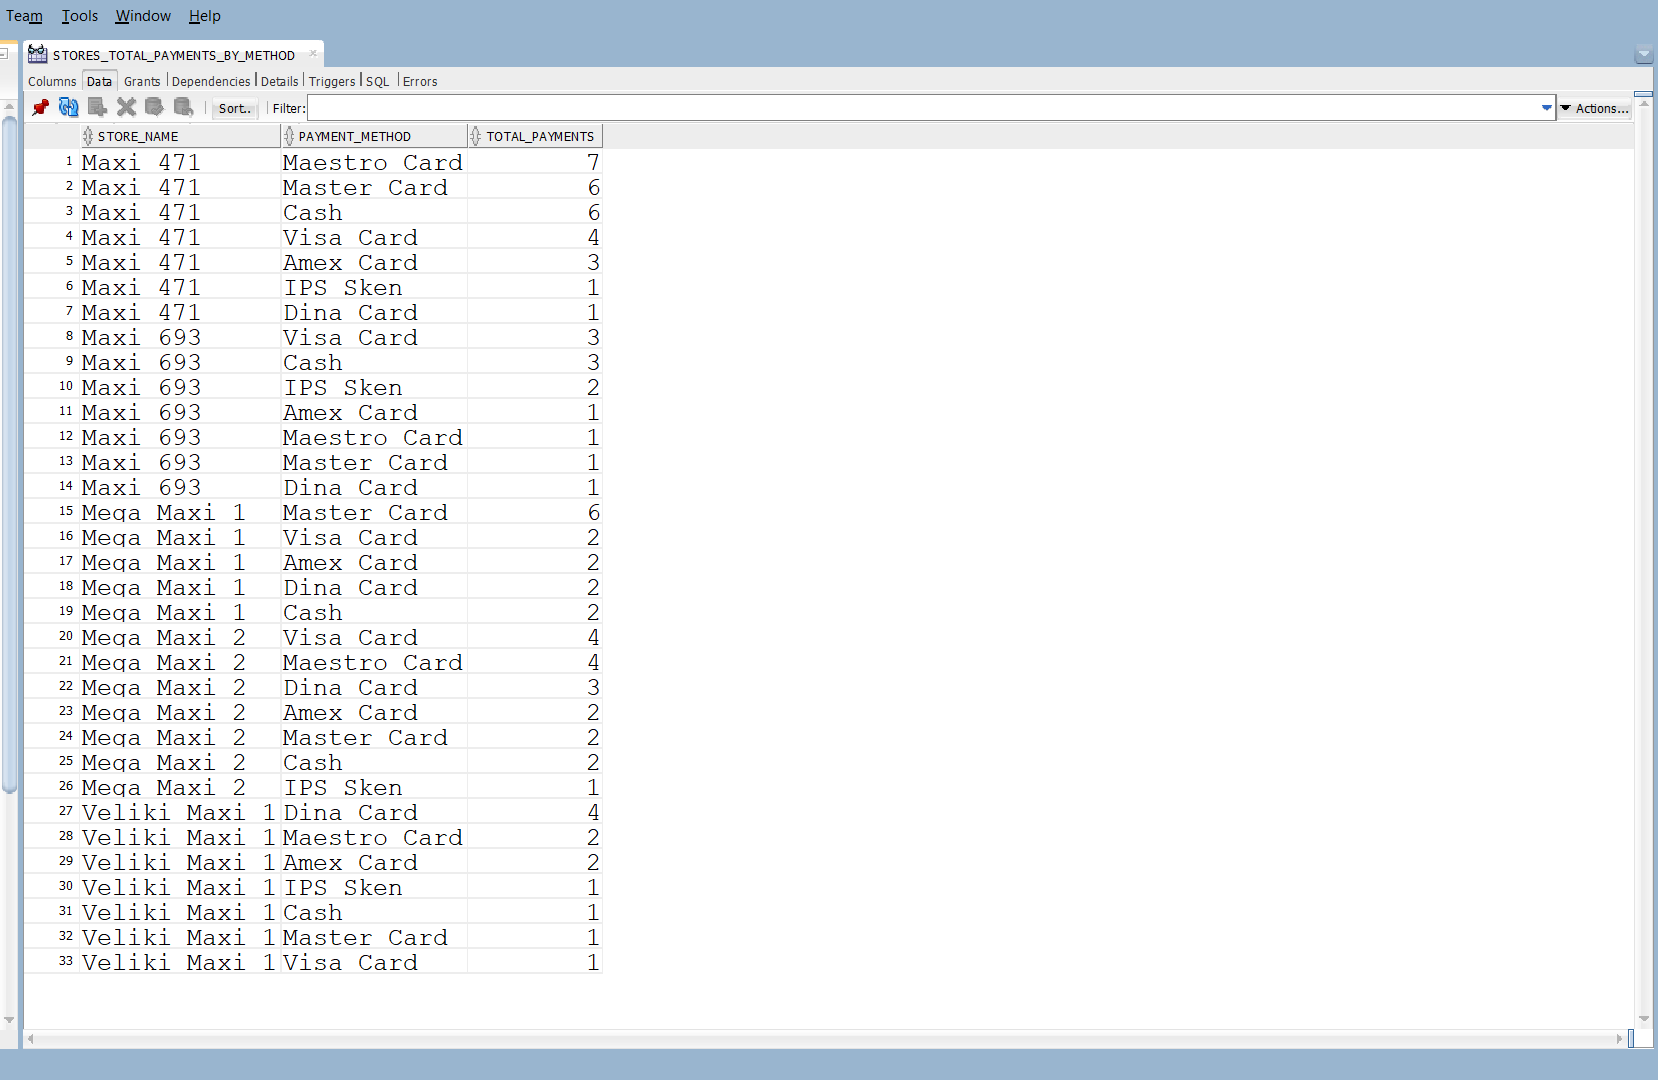 Team Tools Window Help
STORES_TOTAL_PAYMENTS_BY_METHOD
Columns Data Grants Dependencies Details Triggers SQL Errors
Sort.. Filter: Actions...
STORE_NAME PAYMENT_METHOD TOTAL_PAYMENTS
1 Maxi 471 Maestro Card 7
2 Maxi 471 Master Card 6
3 Maxi 471 Cash 6
4 Maxi 471 Visa Card 4
5 Maxi 471 Amex Card 3
6 Maxi 471 IPS Sken 1
7 Maxi 471 Dina Card 1
8 Maxi 693 Visa Card 3
9 Maxi 693 Cash 3
10 Maxi 693 IPS Sken 2
11 Maxi 693 Amex Card 1
12 Maxi 693 Maestro Card 1
13 Maxi 693 Master Card 1
14 Maxi 693 Dina Card 1
15 Mega Maxi 1 Master Card 6
16 Mega Maxi 1 Visa Card 2
17 Mega Maxi 1 Amex Card 2
18 Mega Maxi 1 Dina Card 2
19 Mega Maxi 1 Cash 2
20 Mega Maxi 2 Visa Card 4
21 Mega Maxi 2 Maestro Card 4
22 Mega Maxi 2 Dina Card 3
23 Mega Maxi 2 Amex Card 2
24 Mega Maxi 2 Master Card 2
25 Mega Maxi 2 Cash 2
26 Mega Maxi 2 IPS Sken 1
27 Veliki Maxi 1 Dina Card 4
28 Veliki Maxi 1 Maestro Card 2
29 Veliki Maxi 1 Amex Card 2
30 Veliki Maxi 1 IPS Sken 1
31 Veliki Maxi 1 Cash 1
32 Veliki Maxi 1 Master Card 1
33 Veliki Maxi 1 Visa Card 1